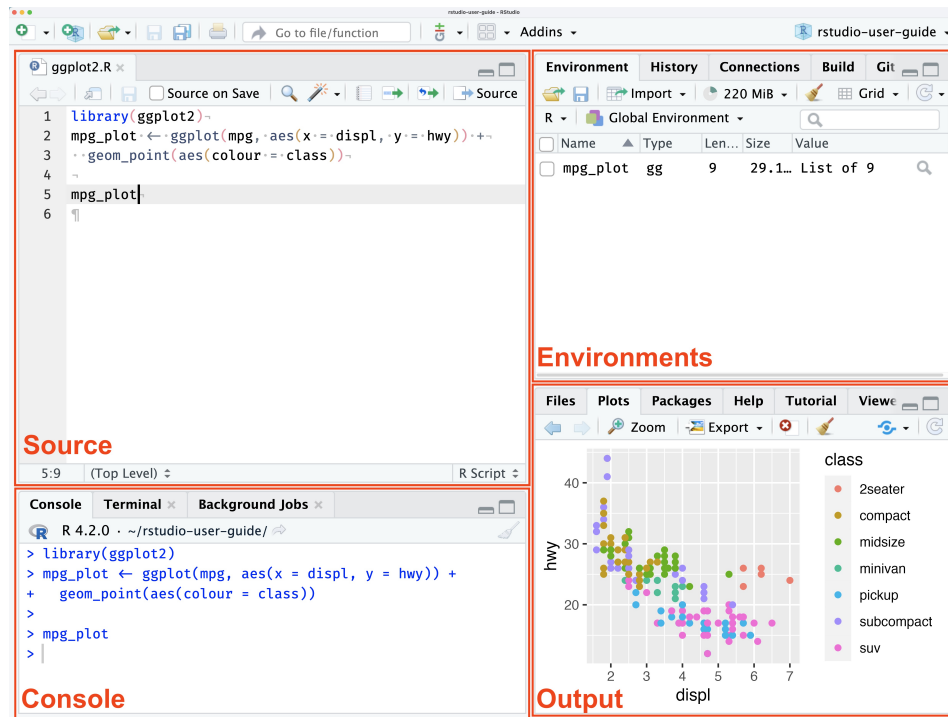 rstudio-user-guide - RStudio
Go to file/function
Addins
rstudio-user-guide
ggplot2.R
Source on Save
Source
1 library(ggplot2)
2 mpg_plot ← ggplot(mpg, aes(x = displ, y = hwy)) +
3 geom_point(aes(colour = class))
4
5 mpg_plot
6 ¶
Source
5:9 (Top Level) R Script
Environment History Connections Build Git
Import 220 MiB Grid
R Global Environment
Name Type Len... Size Value
mpg_plot gg 9 29.1… List of 9
Environments
Console Terminal Background Jobs
R 4.2.0 · ~/rstudio-user-guide/
> library(ggplot2)
> mpg_plot ← ggplot(mpg, aes(x = displ, y = hwy)) +
+ geom_point(aes(colour = class))
>
> mpg_plot
>
Console
Files Plots Packages Help Tutorial Viewe
Zoom Export
class
2seater
compact
midsize
minivan
pickup
subcompact
suv
hwy
40
30
20
2 3 4 5 6 7
displ
Output